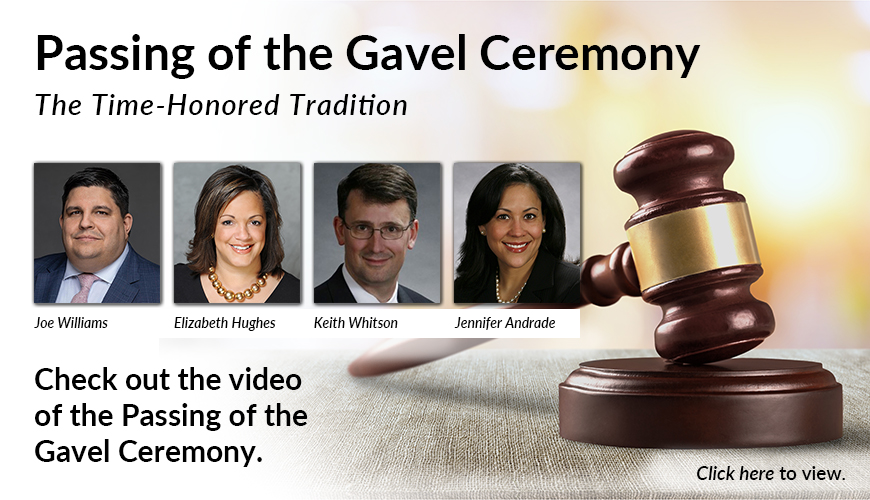 Passing of the Gavel Ceremony
The Time-Honored Tradition
Joe Williams
Elizabeth Hughes
Keith Whitson
Jennifer Andrade
Check out the video
of the Passing of the
Gavel Ceremony.
Click here to view.